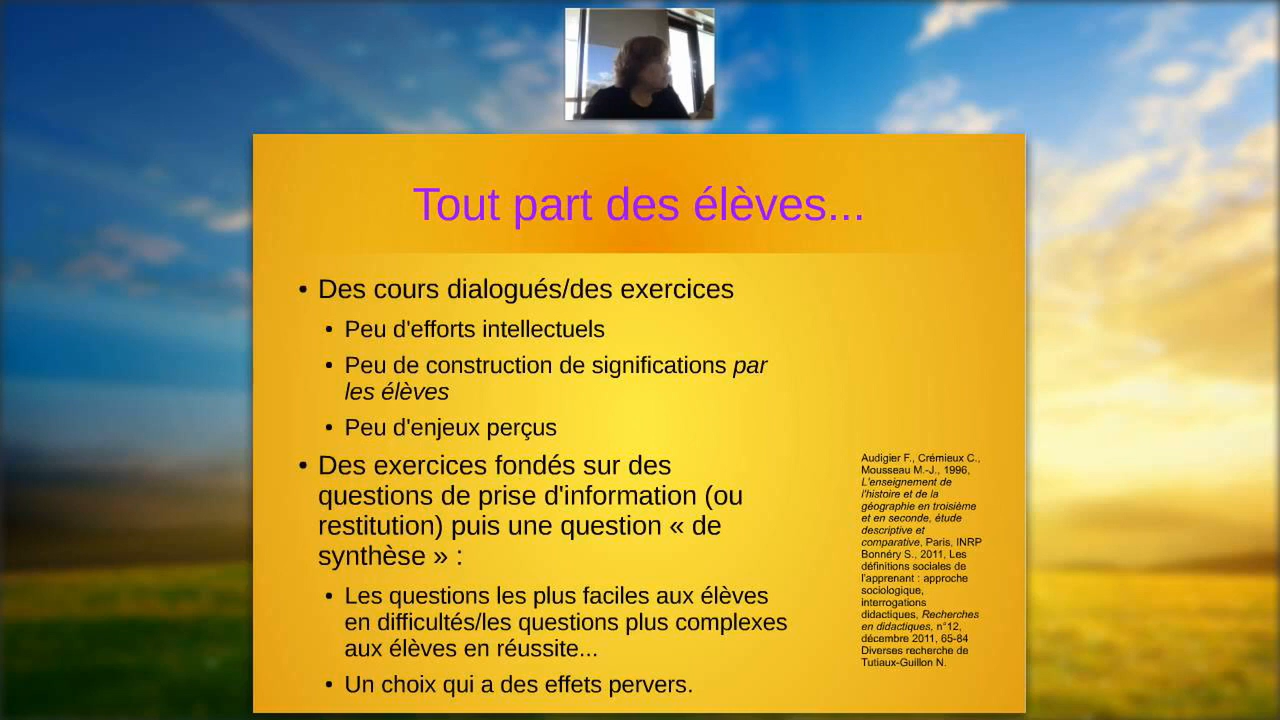 Tout part des élèves...
• Des cours dialogués/des exercices
• Peu d'efforts intellectuels
• Peu de construction de significations par
les élèves
• Peu d'enjeux perçus
• Des exercices fondés sur des
questions de prise d'information (ou
restitution) puis une question « de
synthèse » :
• Les questions les plus faciles aux élèves
en difficultés/les questions plus complexes
aux élèves en réussite...
• Un choix qui a des effets pervers.
Audigier F., Crémieux C.,
Mousseau M.-J., 1996,
L'enseignement de
l'histoire et de la
géographie en troisième
et en seconde, étude
descriptive et
comparative, Paris, INRP
Bonnéry S., 2011, Les
définitions sociales de
l'apprenant : approche
sociologique,
interrogations
didactiques, Recherches
en didactiques, n°12,
décembre 2011, 65-84
Diverses recherche de
Tutiaux-Guillon N.